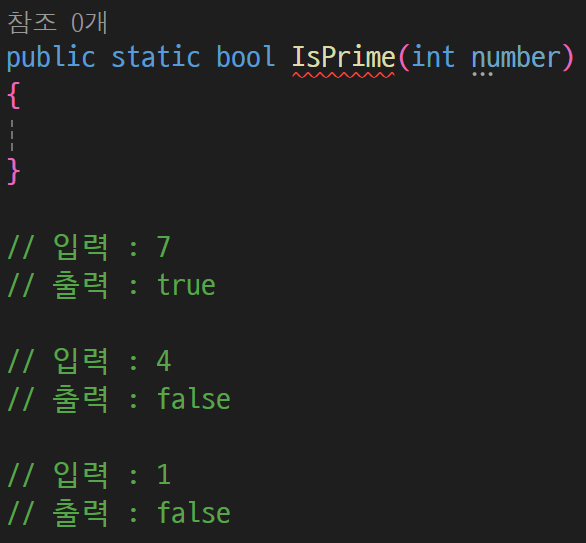 참조 0개
public static bool IsPrime(int number)
{
}
// 입력 : 7
// 출력 : true
// 입력 : 4
// 출력 : false
// 입력 : 1
// 출력 : false